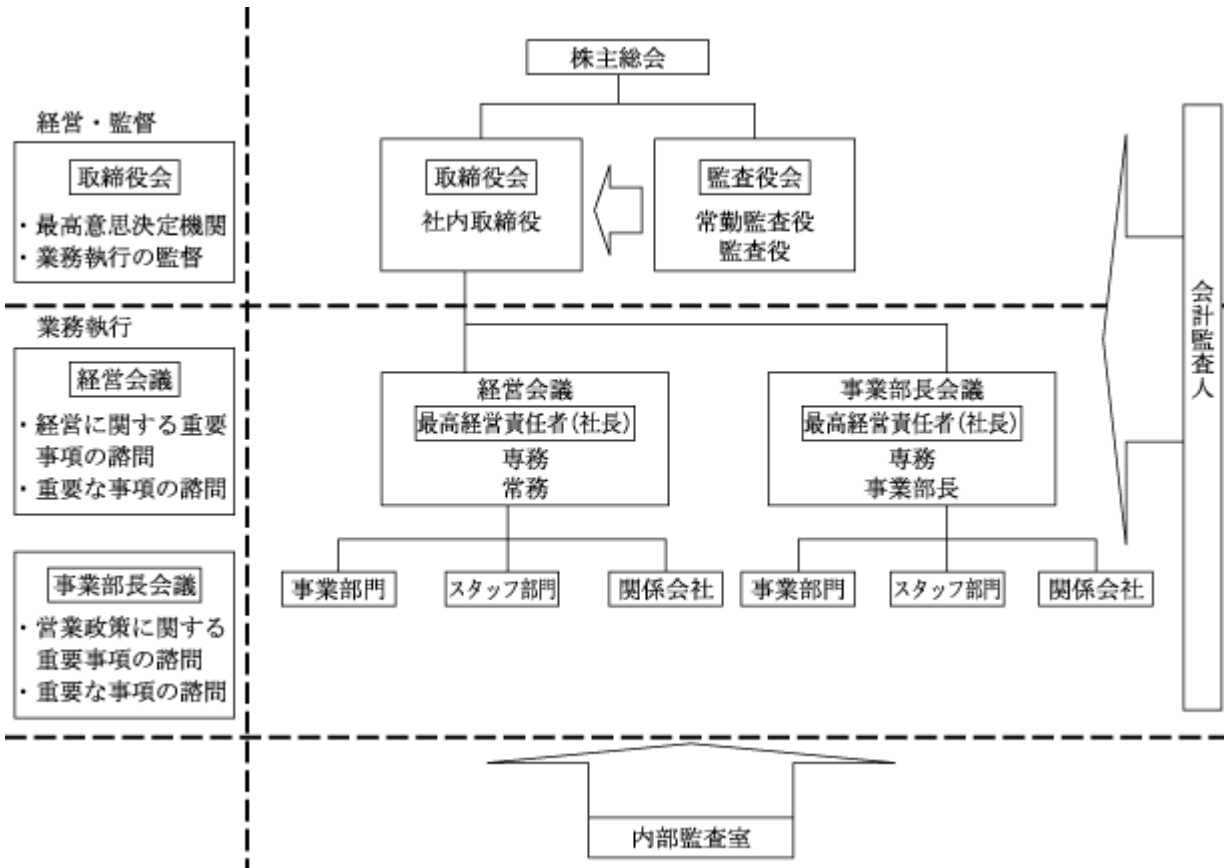 株主総会
経営・監督
取締役会
・最高意思決定機関
・業務執行の監督
取締役会
社内取締役
監査役会
常勤監査役
監査役
業務執行
経営会議
・経営に関する重要
事項の諮問
・重要な事項の諮問
事業部長会議
・営業政策に関する
重要事項の諮問
・重要な事項の諮問
経営会議
最高経営責任者(社長)
専務
常務
事業部長会議
最高経営責任者(社長)
専務
事業部長
事業部門
スタッフ部門
関係会社
事業部門
スタッフ部門
関係会社
会計監査人
内部監査室